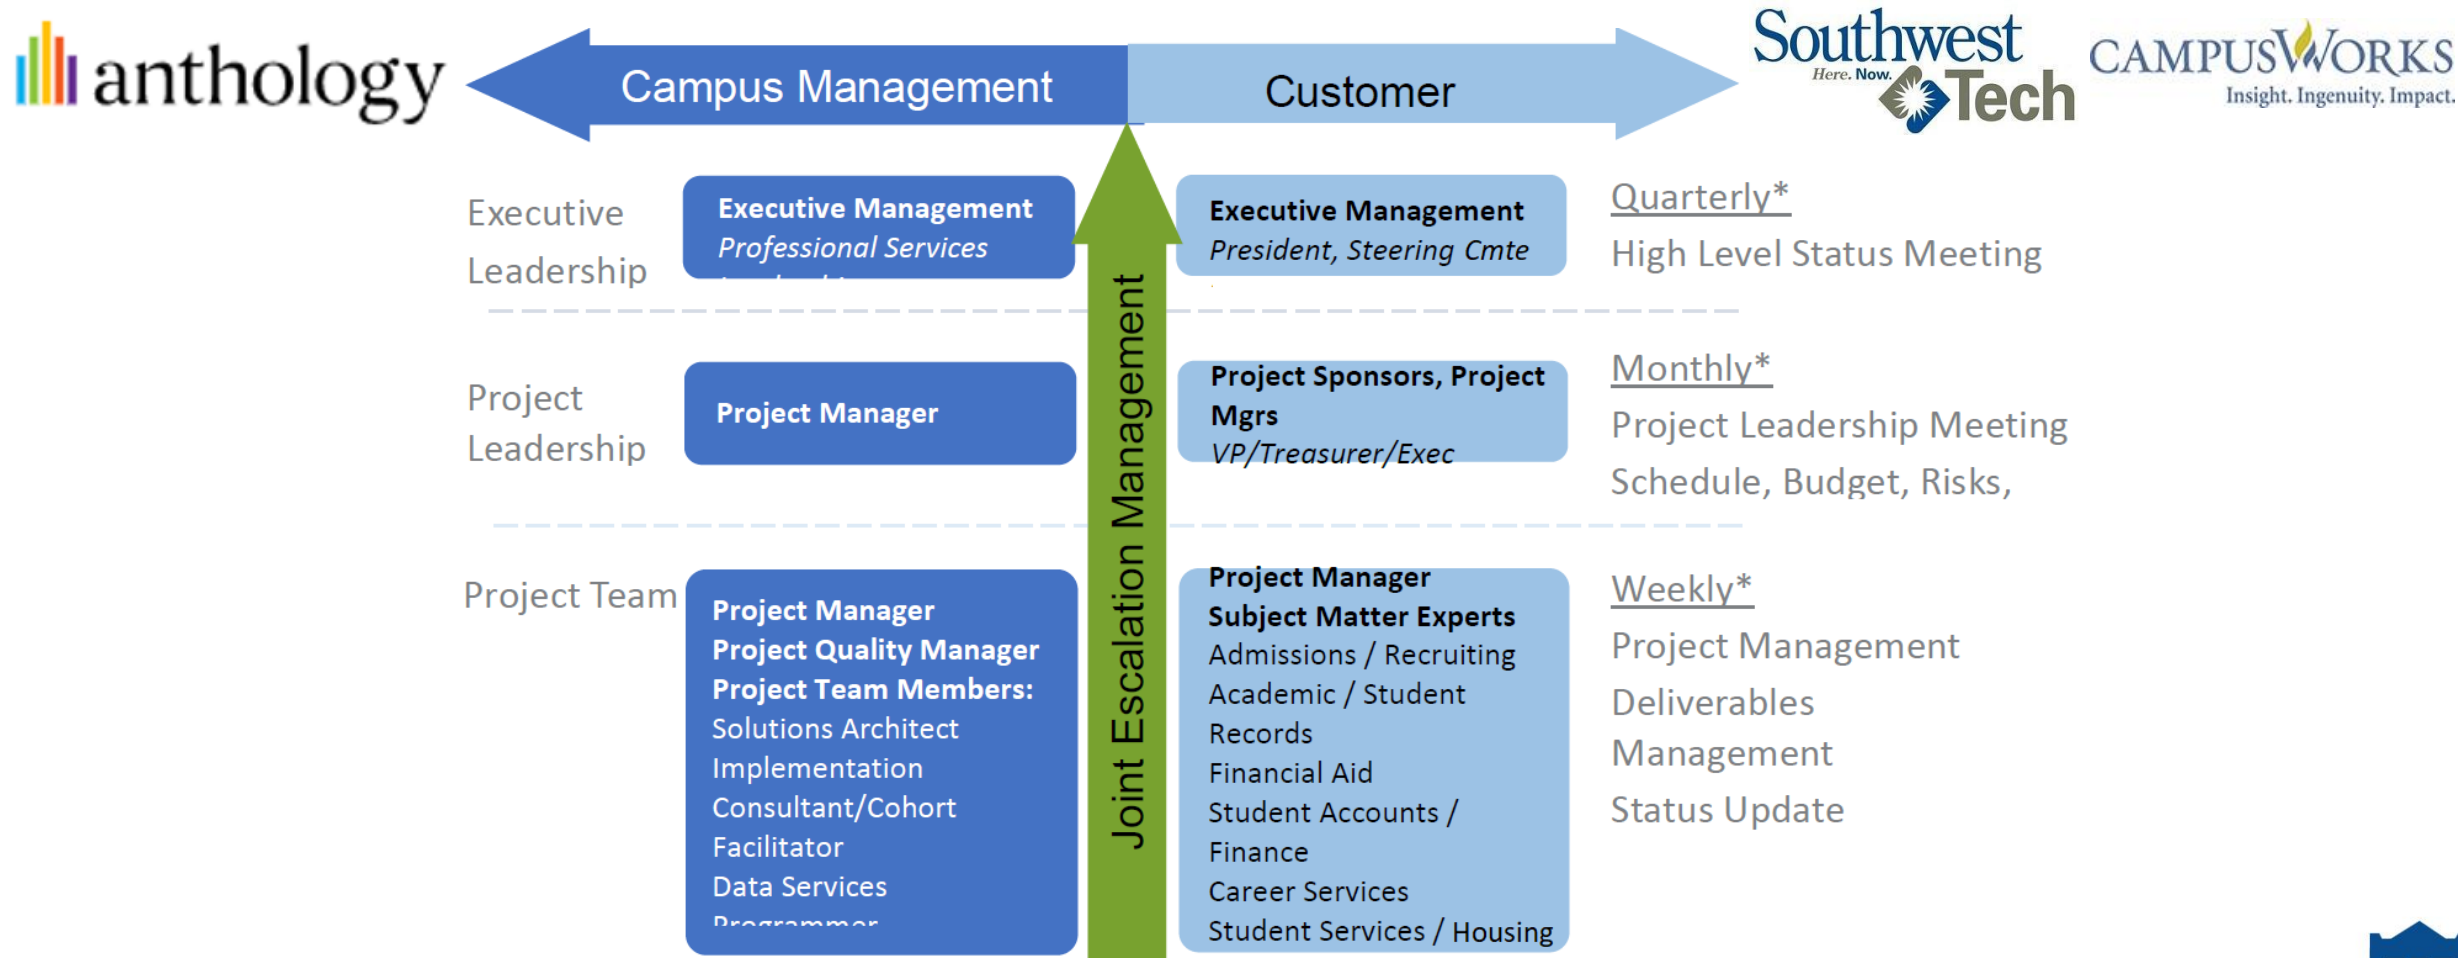 anthology
Campus Management
Customer
Southwest
Here. Now.
Tech
CAMPUSWORKS
Insight. Ingenuity. Impact.
Executive
Leadership
Executive Management
Professional Services
Executive Management
President, Steering Cmte
Quarterly*
High Level Status Meeting
Joint Escalation Management
Project
Leadership
Project Manager
Project Sponsors, Project
Mgrs
VP/Treasurer/Exec
Monthly*
Project Leadership Meeting
Schedule, Budget, Risks,
Project Team
Project Manager
Project Quality Manager
Project Team Members:
Solutions Architect
Implementation
Consultant/Cohort
Facilitator
Data Services
Programmer
Project Manager
Subject Matter Experts
Admissions / Recruiting
Academic / Student
Records
Financial Aid
Student Accounts /
Finance
Career Services
Student Services / Housing
Weekly*
Project Management
Deliverables
Management
Status Update